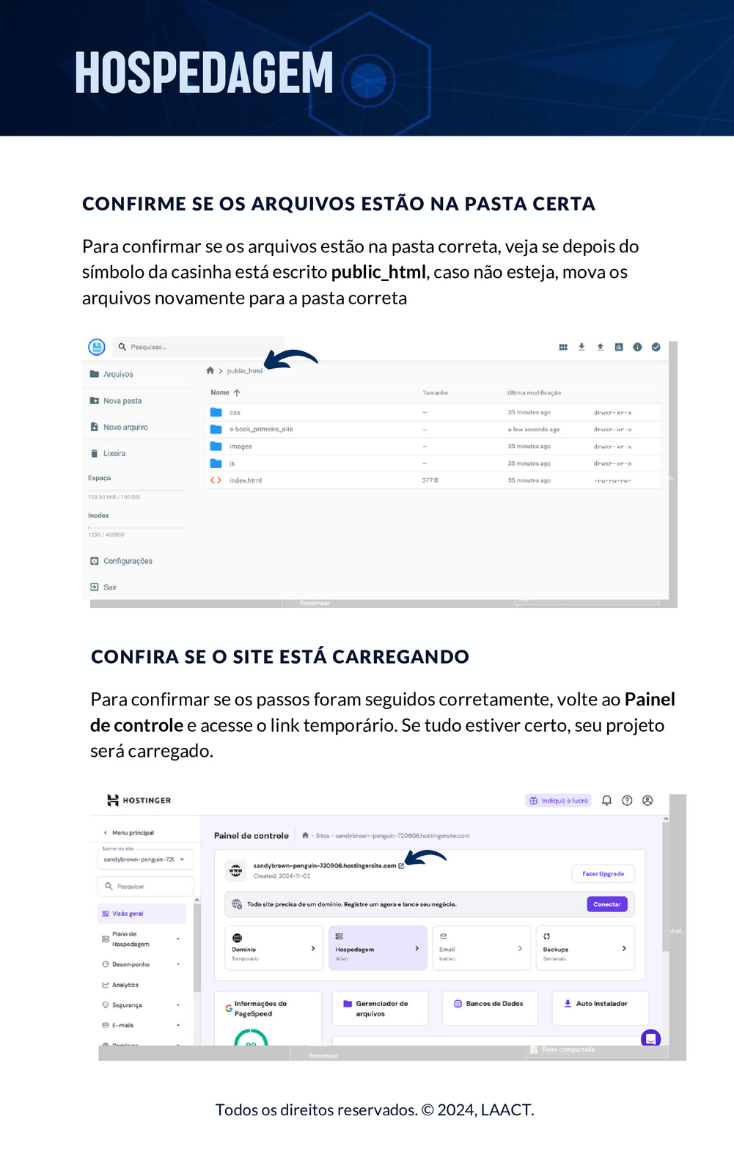 HOSPEDAGEM
CONFIRME SE OS ARQUIVOS ESTÃO NA PASTA CERTA
Para confirmar se os arquivos estão na pasta correta, veja se depois do
símbolo da casinha está escrito public_html, caso não esteja, mova os
arquivos novamente para a pasta correta
Pesquisar...
public_html
Arquivos
Nova pasta
Novo arquivo
Lixeira
Espaço
Inodes
1230 / 400000
Configurações
Sair
Nome Tamanho Última modificação
css — 35 minutes ago drwxr-xr-x
e-book_primeiro_site — a few seconds ago drwxr-xr-x
images — 35 minutes ago drwxr-xr-x
js — 35 minutes ago drwxr-xr-x
index.html 377 B 35 minutes ago -rw-rw-rw-
Renomear
CONFIRA SE O SITE ESTÁ CARREGANDO
Para confirmar se os passos foram seguidos corretamente, volte ao Painel
de controle e acesse o link temporário. Se tudo estiver certo, seu projeto
será carregado.
HOSTINGER
Indique e lucre
Menu principal
Nome do site
sandybrown-penguin-72
Pesquisar
Visão geral
Plano de
Hospedagem
Desempenho
Analytics
Segurança
E-mails
Domínios
Painel de controle - Sites - sandybrown-penguin-720906.hostingersite.com
sandybrown-penguin-720906.hostingersite.com
Created: 2024-11-03
Fazer Upgrade
Todo site precisa de um domínio. Registre um agora e lance seu negócio.
Conectar
Domínio
Temporário
Hospedagem
Ativo
Email
Inativo
Backups
Semanais
Informações do
PageSpeed
Gerenciador de
arquivos
Bancos de Dados
Auto Instalador
Renomear
Pasta compactada
Todos os direitos reservados. © 2024, LAACT.